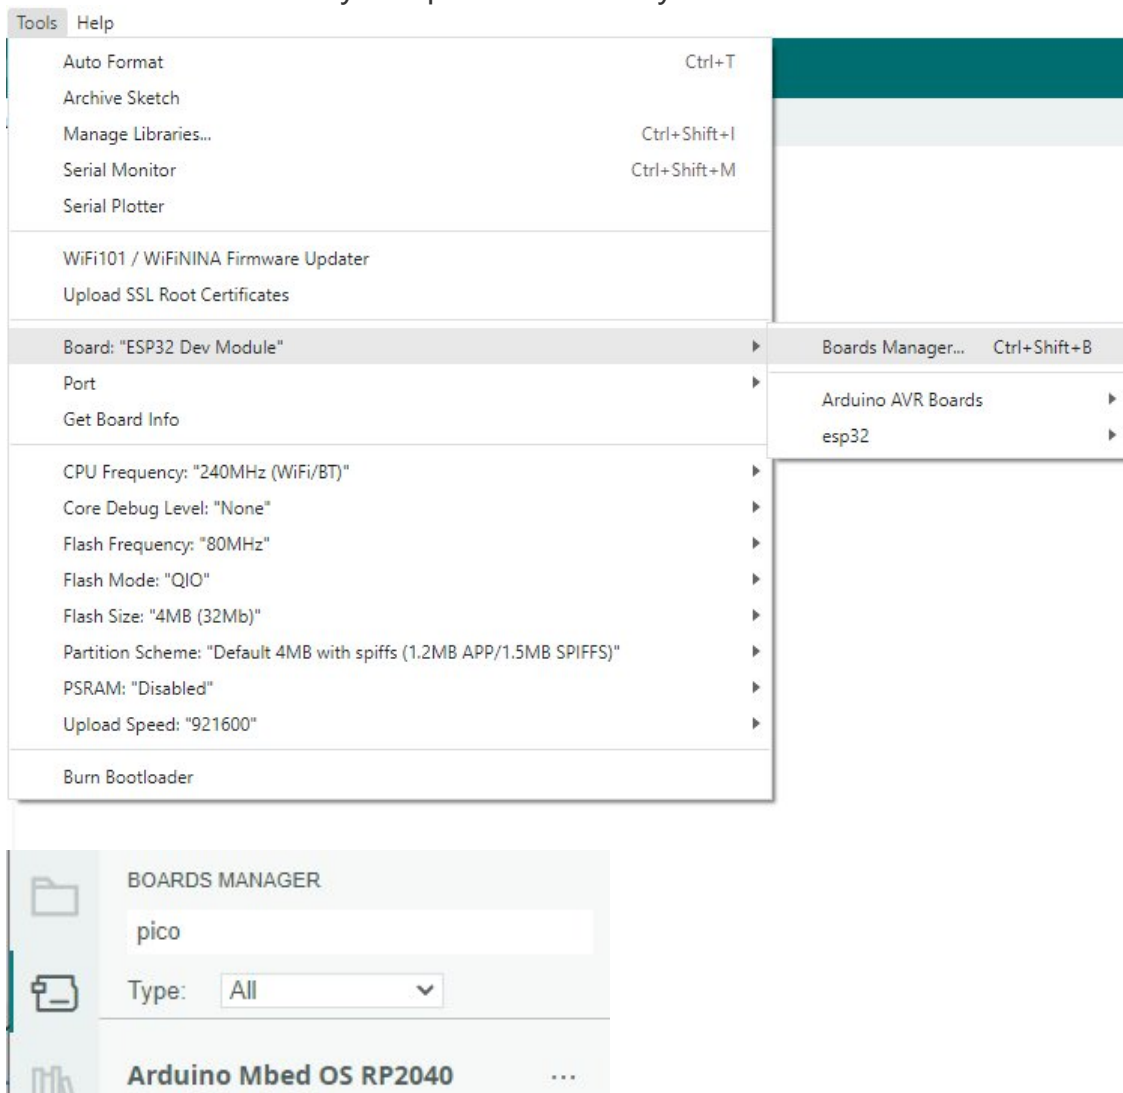 Tools Help
Auto Format Ctrl+T
Archive Sketch
Manage Libraries... Ctrl+Shift+I
Serial Monitor Ctrl+Shift+M
Serial Plotter
WiFi101 / WiFiNINA Firmware Updater
Upload SSL Root Certificates
Board: "ESP32 Dev Module"
Boards Manager... Ctrl+Shift+B
Port
Arduino AVR Boards
Get Board Info
esp32
CPU Frequency: "240MHz (WiFi/BT)"
Core Debug Level: "None"
Flash Frequency: "80MHz"
Flash Mode: "QIO"
Flash Size: "4MB (32Mb)"
Partition Scheme: "Default 4MB with spiffs (1.2MB APP/1.5MB SPIFFS)"
PSRAM: "Disabled"
Upload Speed: "921600"
Burn Bootloader
BOARDS MANAGER
pico
Type: All
Arduino Mbed OS RP2040 ...